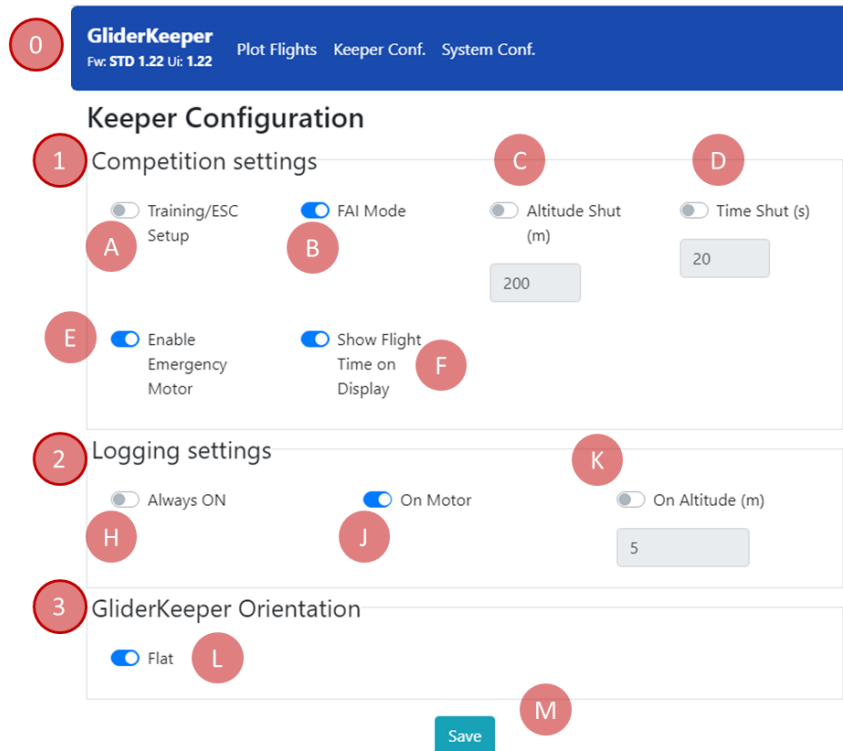 0
GliderKeeper
Fw: STD 1.22 Ui: 1.22
Plot Flights Keeper Conf. System Conf.
Keeper Configuration
1
Competition settings
C
D
Training/ESC
Setup
A
FAI Mode
B
Altitude Shut
(m)
200
Time Shut (s)
20
E
Enable
Emergency
Motor
Show Flight
Time on
Display
F
2
Logging settings
K
Always ON
H
On Motor
J
On Altitude (m)
5
3
GliderKeeper Orientation
Flat
L
M
Save